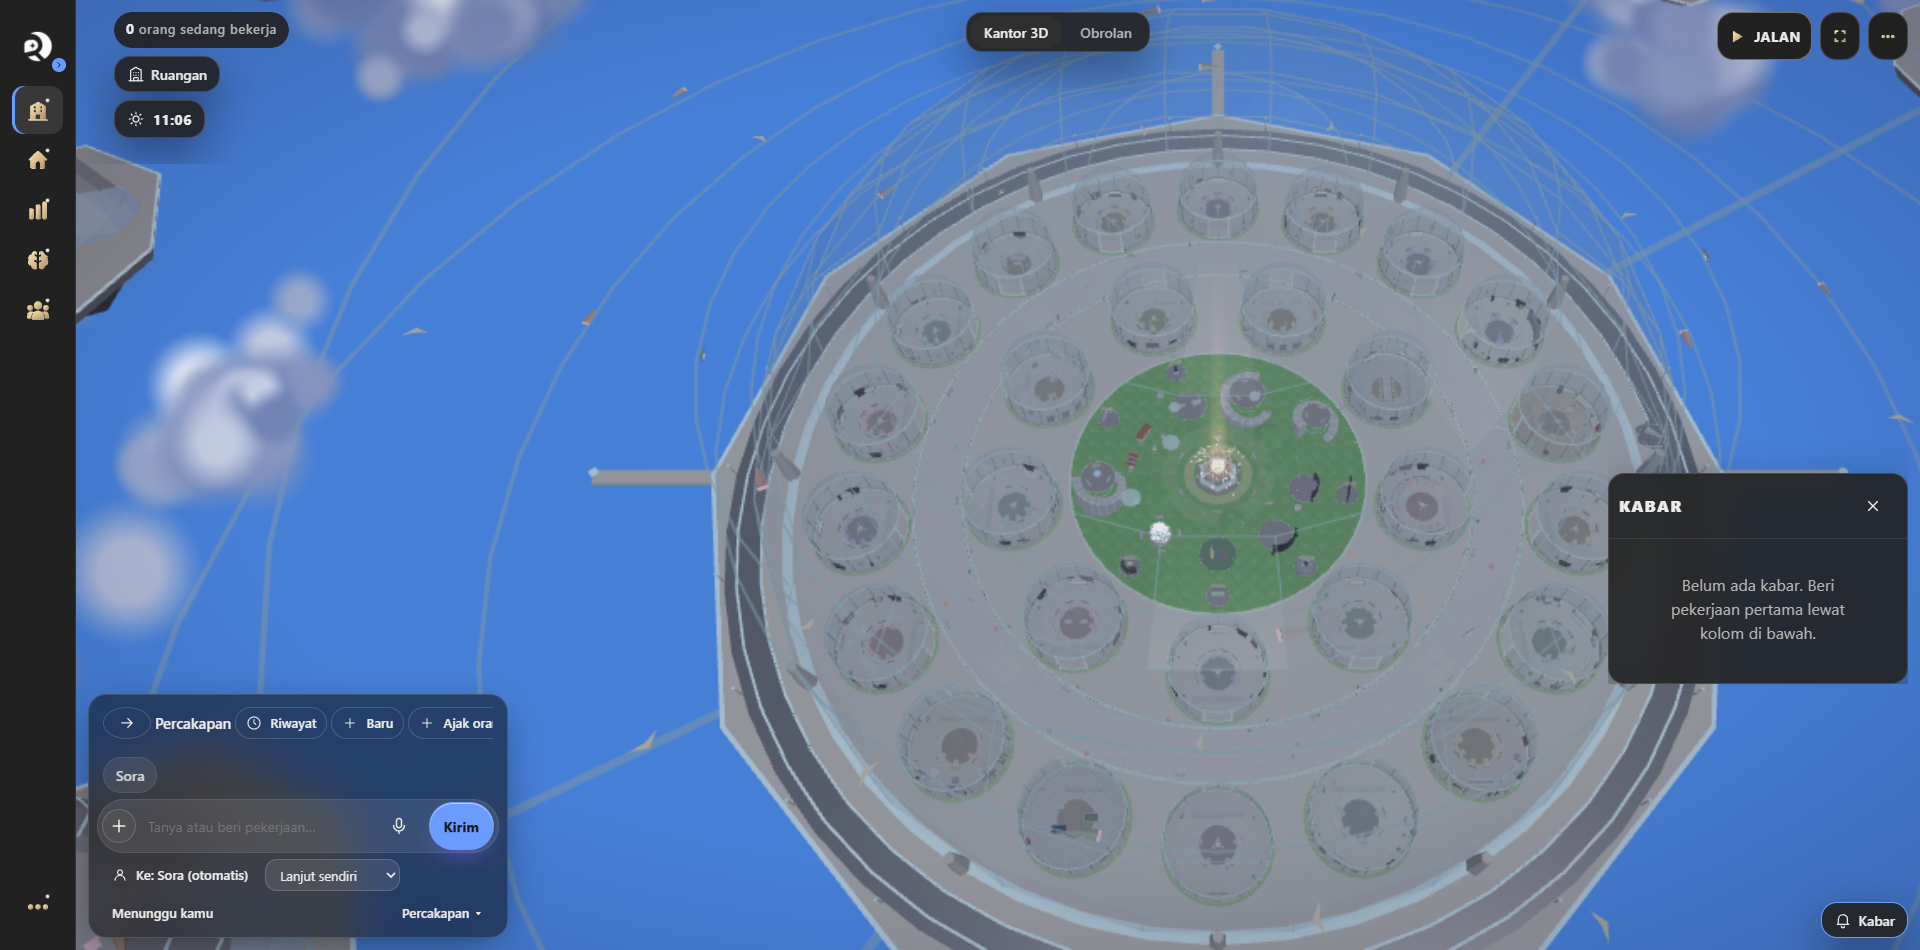 0 orang sedang bekerja
Ruangan
11:06
Kantor 3D
Obrolan
JALAN
KABAR
Belum ada kabar. Beri
pekerjaan pertama lewat
kolom di bawah.
Percakapan
Riwayat
Baru
Ajak ora
Sora
Tanya atau beri pekerjaan...
Kirim
Ke: Sora (otomatis)
Lanjut sendiri
Menunggu kamu
Percakapan
Kabar